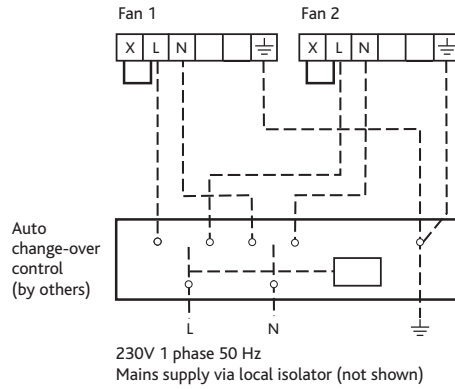 Fan 1
Fan 2
X L N
X L N
Auto
change-over
control
(by others)
L N
230V 1 phase 50 Hz
Mains supply via local isolator (not shown)